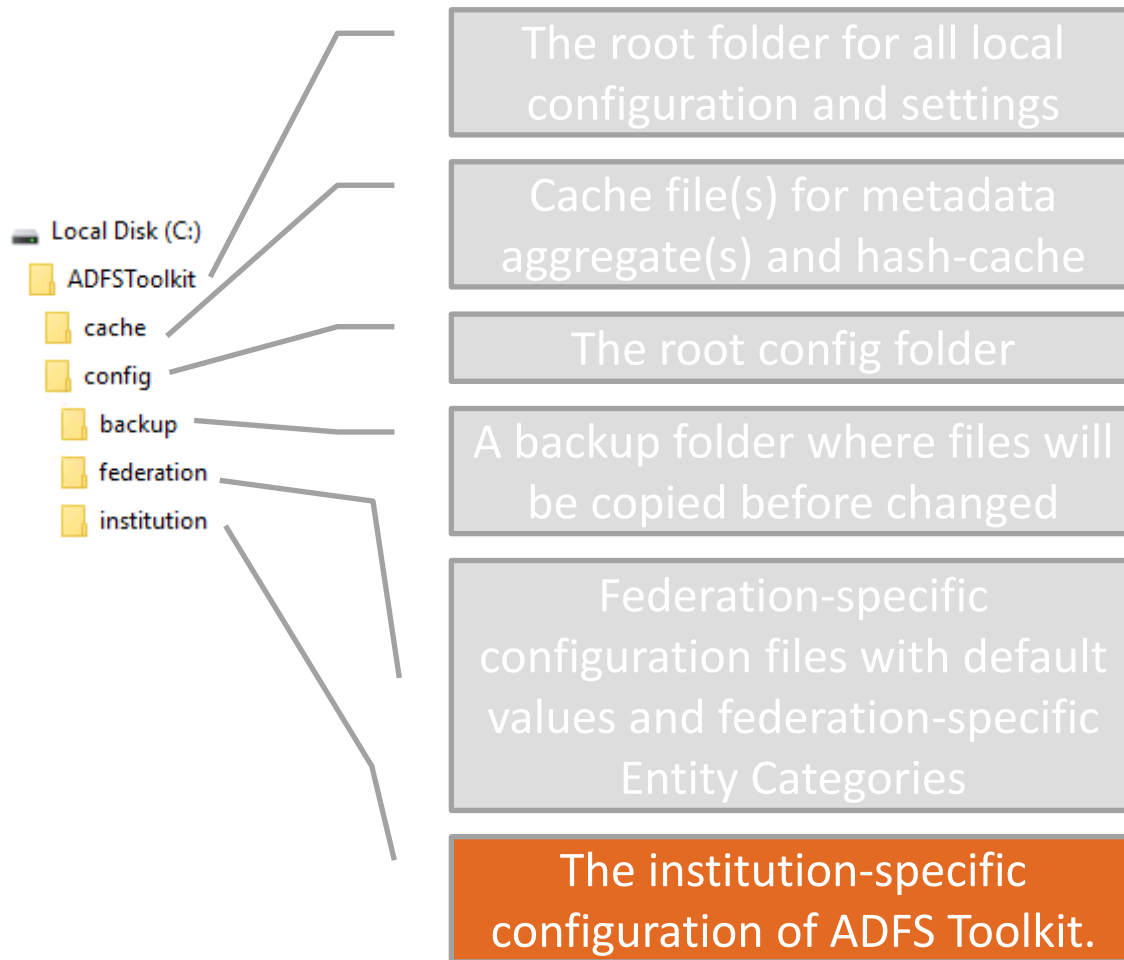 Local Disk (C:)
ADFSToolkit
cache
config
backup
federation
institution
The root folder for all local
configuration and settings
Cache file(s) for metadata
aggregate(s) and hash-cache
The root config folder
A backup folder where files will
be copied before changed
Federation-specific
configuration files with default
values and federation-specific
Entity Categories
The institution-specific
configuration of ADFS Toolkit.